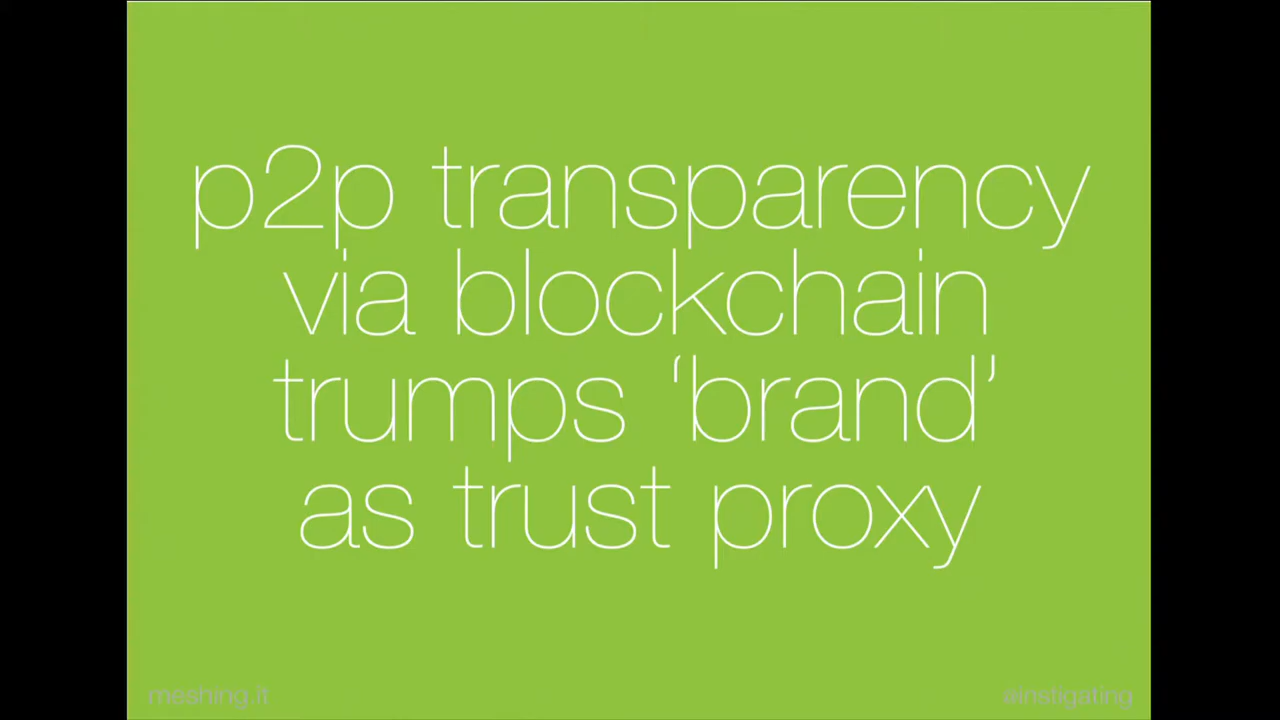 p2p transparency
via blockchain
trumps ‘brand’
as trust proxy
meshing.it
@instigating